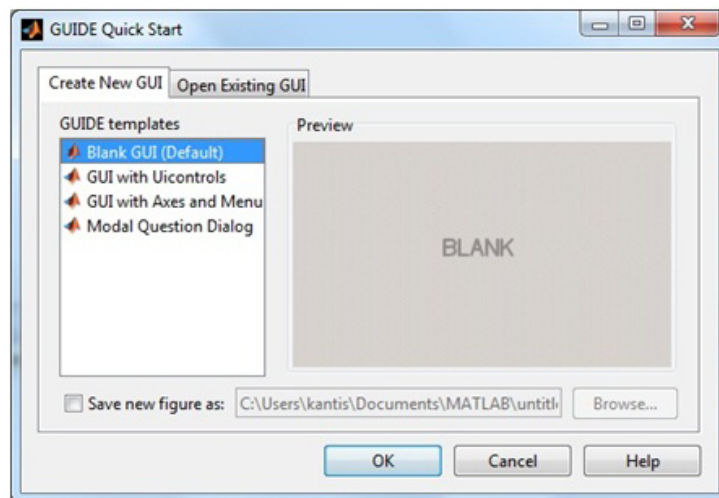 GUIDE Quick Start
Create New GUI
Open Existing GUI
GUIDE templates
Blank GUI (Default)
GUI with Uicontrols
GUI with Axes and Menu
Modal Question Dialog
Preview
BLANK
Save new figure as:
C:\Users\kantis\Documents\MATLAB\untitl
Browse...
OK
Cancel
Help